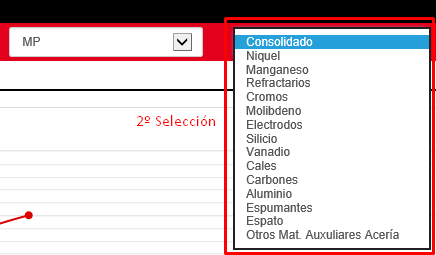 MP
2º Selección
Consolidado
Niquel
Manganeso
Refractarios
Cromos
Molibdeno
Electrodos
Silicio
Vanadio
Cales
Carbones
Aluminio
Espumantes
Espato
Otros Mat. Auxuliares Acería